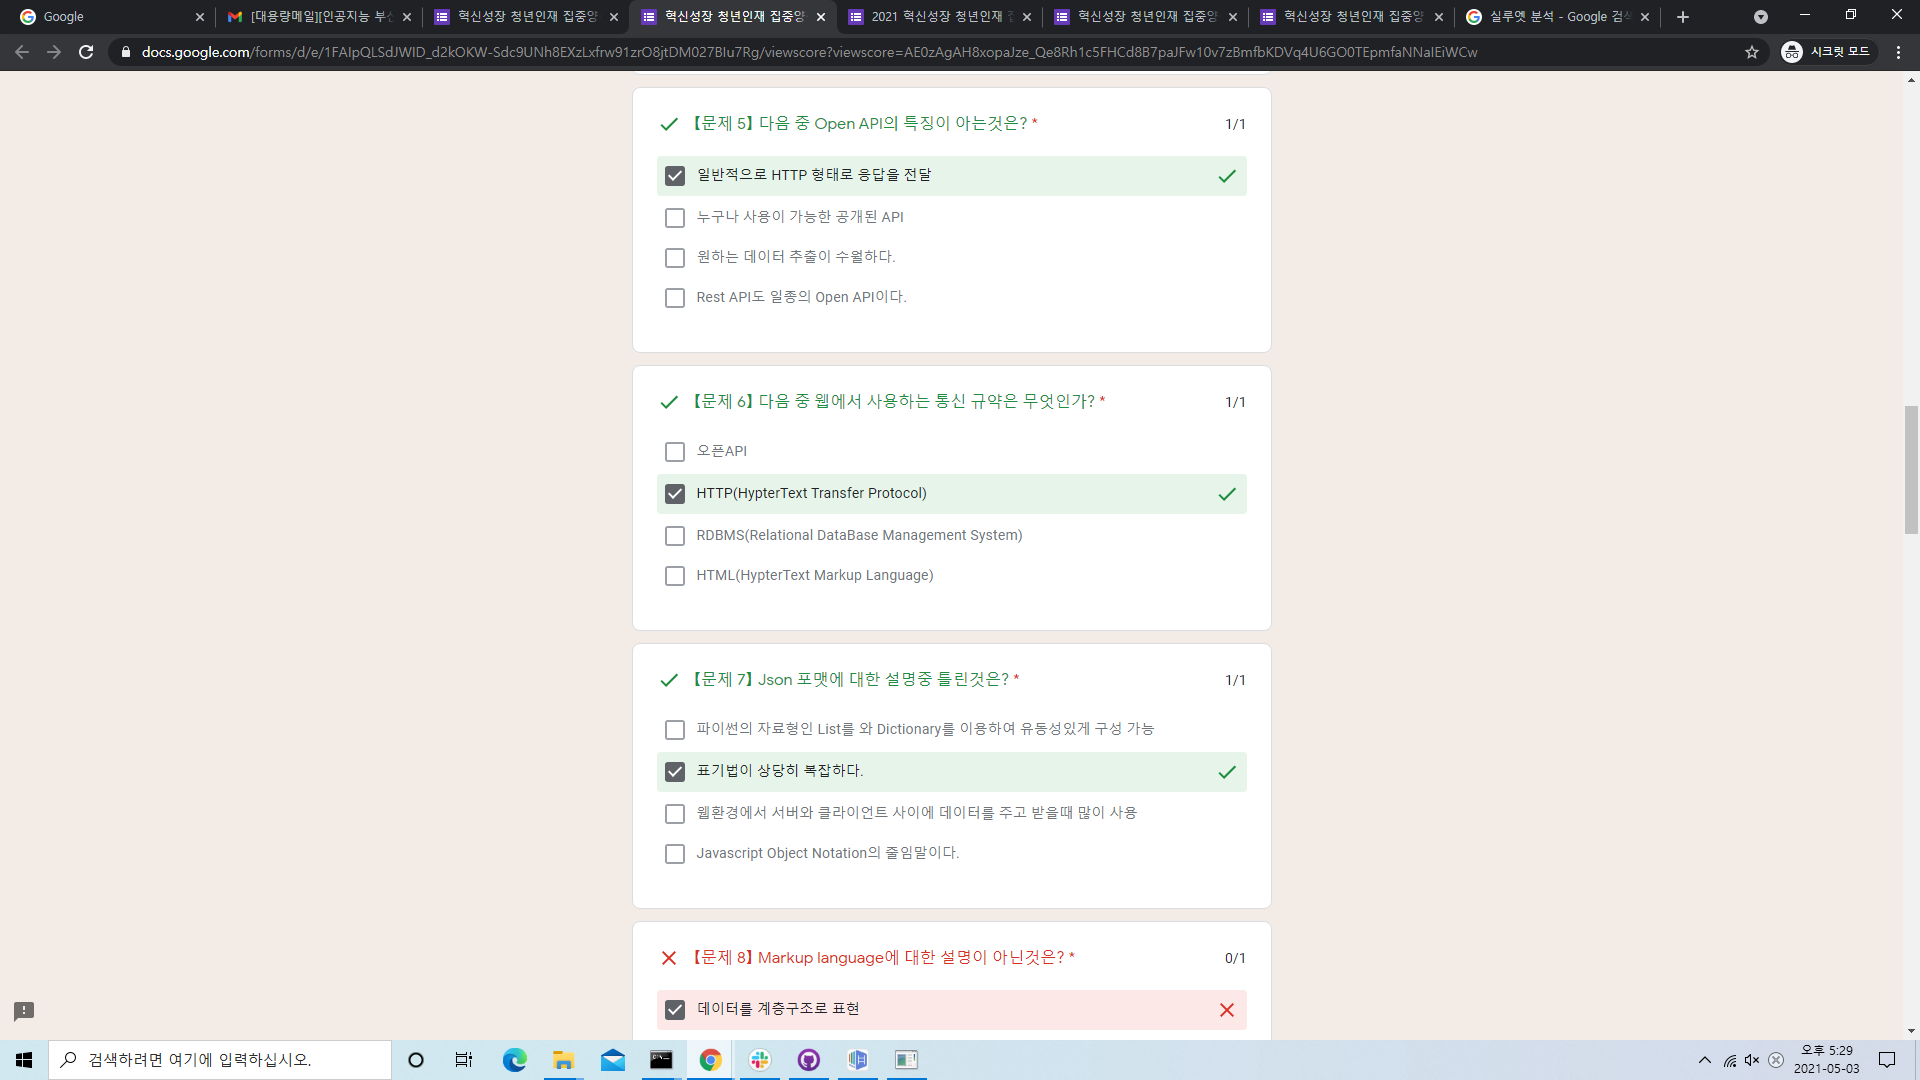 Google
[대용량메일][인공지능 부산
혁신성장 청년인재 집중양
혁신성장 청년인재 집중양
2021 혁신성장 청년인재 집
혁신성장 청년인재 집중양
혁신성장 청년인재 집중양
실루엣 분석 - Google 검색
docs.google.com/forms/d/e/1FAIpQLSdJWID_d2kOKW-Sdc9UNh8EXzLxfrw91zrO8jtDM027BIu7Rg/viewscore?viewscore=AE0zAgAH8xopaJze_Qe8Rh1c5FHCd8B7paJFw10v7zBmfbKDVq4U6GO0TEpmfaNNaIEiWCw
시크릿 모드
【문제 5】 다음 중 Open API의 특징이 아는것은? *
1/1
일반적으로 HTTP 형태로 응답을 전달
누구나 사용이 가능한 공개된 API
원하는 데이터 추출이 수월하다.
Rest API도 일종의 Open API이다.
【문제 6】 다음 중 웹에서 사용하는 통신 규약은 무엇인가? *
1/1
오픈API
HTTP(HypterText Transfer Protocol)
RDBMS(Relational DataBase Management System)
HTML(HypterText Markup Language)
【문제 7】 Json 포맷에 대한 설명중 틀린것은? *
1/1
파이썬의 자료형인 List를 와 Dictionary를 이용하여 유동성있게 구성 가능
표기법이 상당히 복잡하다.
웹환경에서 서버와 클라이언트 사이에 데이터를 주고 받을때 많이 사용
Javascript Object Notation의 줄임말이다.
【문제 8】 Markup language에 대한 설명이 아닌것은? *
0/1
데이터를 계층구조로 표현
검색하려면 여기에 입력하십시오.
오후 5:29
2021-05-03